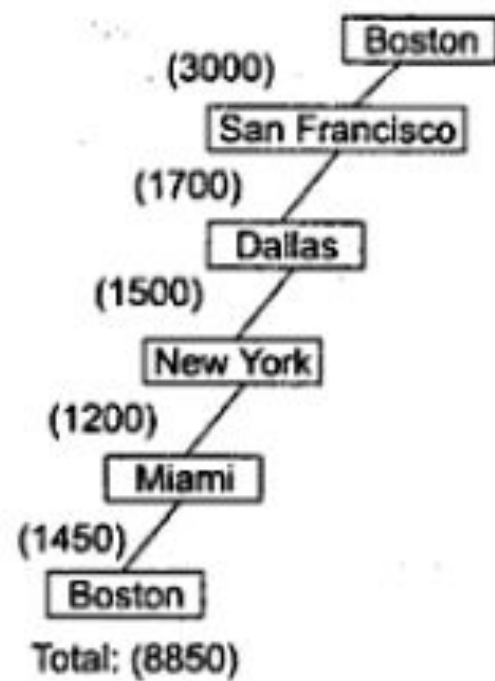 Boston
(3000)
San Francisco
(1700)
Dallas
(1500)
New York
(1200)
Miami
(1450)
Boston
Total: (8850)